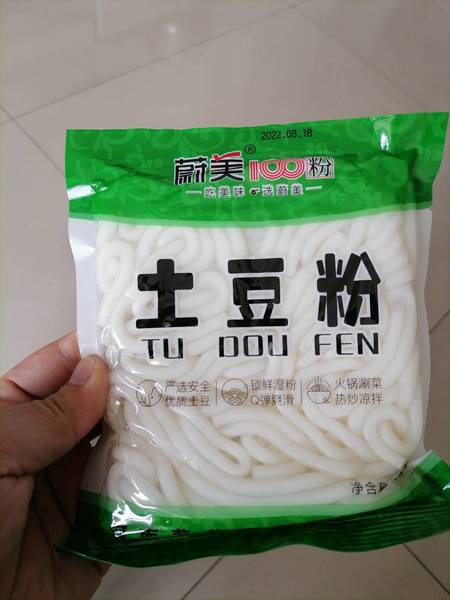 2022.09.18
蔚美®100粉
吃美味·选蔚美
土豆粉
TU DOU FEN
严选安全 锁鲜湿粉 火锅涮菜
优质土豆 Q弹爽滑 热炒凉拌
净含量